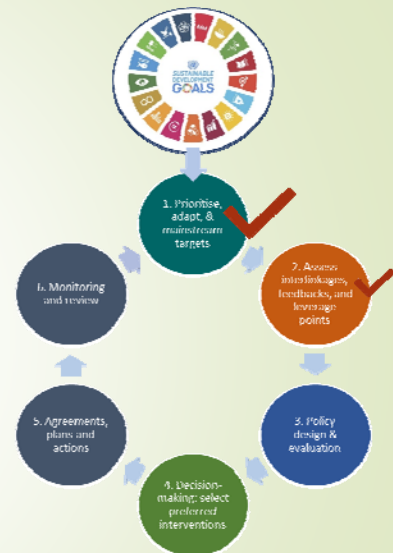 SUSTAINABLE
DEVELOPMENT
GOALS
1. Prioritise,
adapt, &
mainstream
targets
2. Assess
interlinkages,
feedbacks, and
leverage
points
3. Policy
design &
evaluation
4. Decision-
making: select
preferred
interventions
5. Agreements,
plans and
actions
6. Monitoring
and review